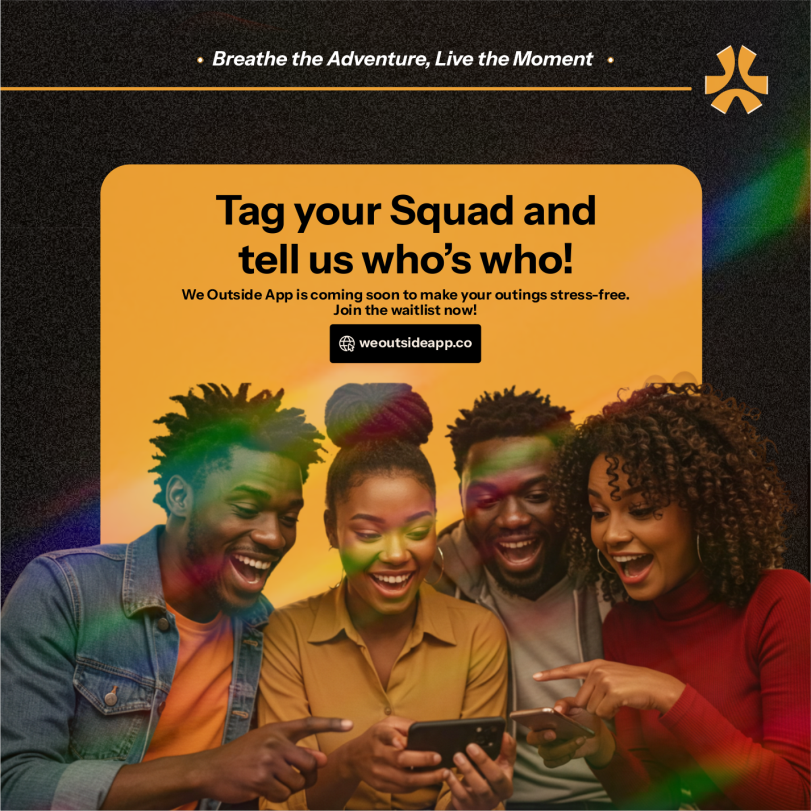 • Breathe the Adventure, Live the Moment •
Tag your Squad and
tell us who’s who!
We Outside App is coming soon to make your outings stress-free.
Join the waitlist now!
weoutsideapp.co